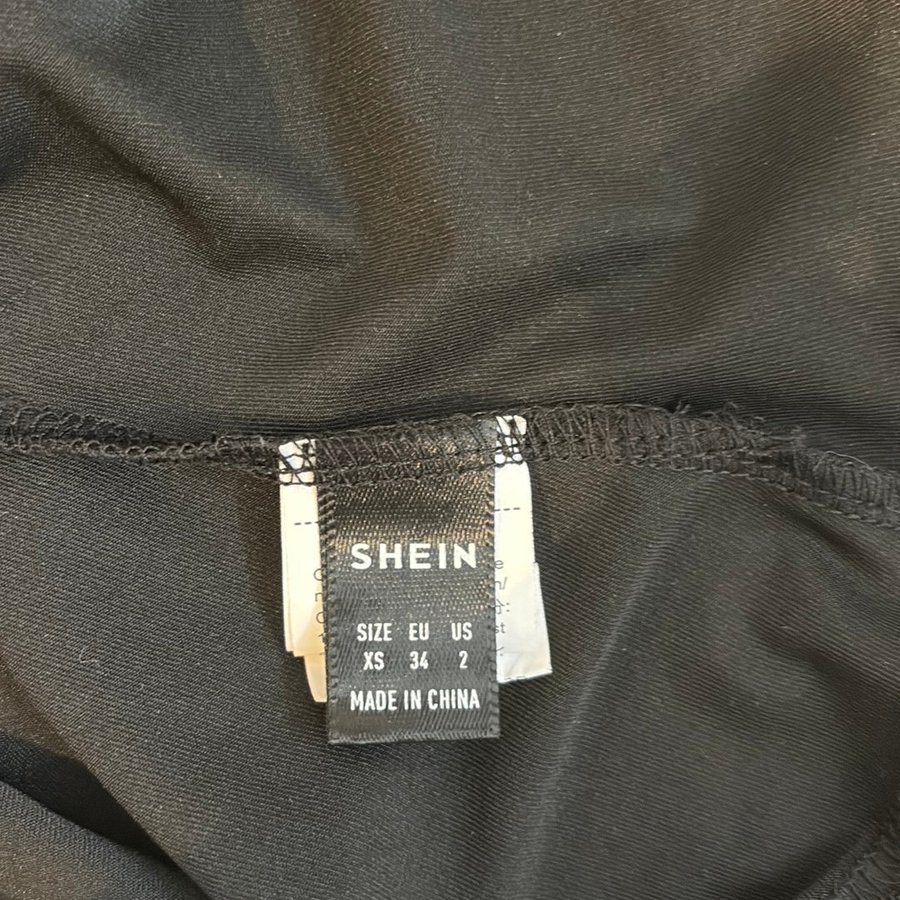 SHEIN
SIZE EU US
XS 34 2
MADE IN CHINA